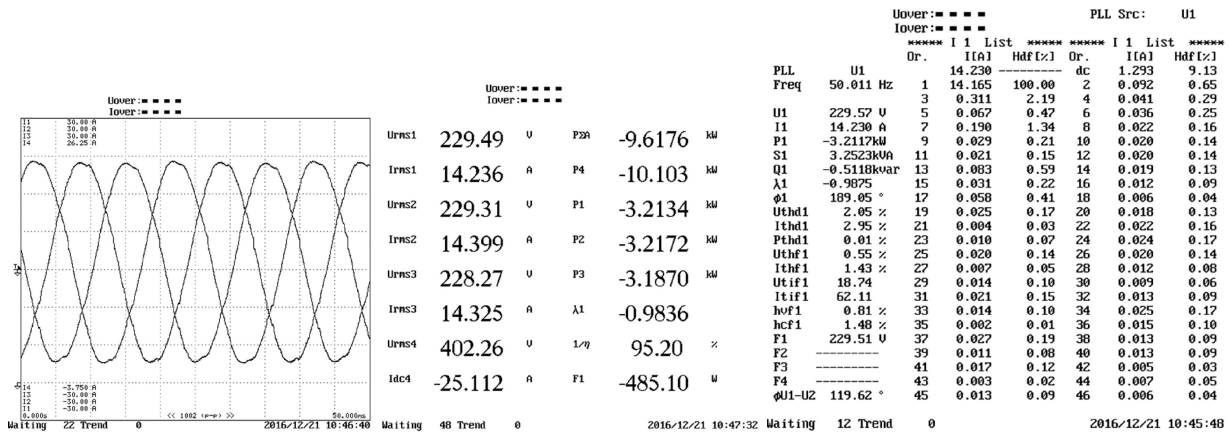 Uover:
Iover:
I1 30.00 A
I2 30.00 A
I3 30.00 A
I4 26.25 A
I4 -3.750 A
I3 -30.00 A
I2 -30.00 A
I1 -30.00 A
0.000s << 1002 (p-p) >> 50.000ms
Waiting 22 Trend 0 2016/12/21 10:46:40
Uover:
Iover:
Urms1 229.49 V PΣA -9.6176 kW
Irms1 14.236 A P4 -10.103 kW
Urms2 229.31 V P1 -3.2134 kW
Irms2 14.399 A P2 -3.2172 kW
Urms3 228.27 V P3 -3.1870 kW
Irms3 14.325 A λ1 -0.9836
Urms4 402.26 V 1/η 95.20 %
Idc4 -25.112 A F1 -485.10 W
Waiting 48 Trend 0 2016/12/21 10:47:32
Uover: PLL Src: U1
Iover:
***** I 1 List ***** ***** I 1 List *****
Or. I[A] Hdf[%] Or. I[A] Hdf[%]
PLL U1 14.230 --------- dc 1.293 9.13
Freq 50.011 Hz 1 14.165 100.00 2 0.092 0.65
3 0.311 2.19 4 0.041 0.29
U1 229.57 V 5 0.067 0.47 6 0.036 0.25
I1 14.230 A 7 0.190 1.34 8 0.022 0.16
P1 -3.2117kW 9 0.029 0.21 10 0.020 0.14
S1 3.2523kVA 11 0.021 0.15 12 0.020 0.14
Q1 -0.5118kvar 13 0.083 0.59 14 0.019 0.13
λ1 -0.9875 15 0.031 0.22 16 0.012 0.09
ϕ1 189.05 ° 17 0.058 0.41 18 0.006 0.04
Uthd1 2.05 % 19 0.025 0.17 20 0.018 0.13
Ithd1 2.95 % 21 0.004 0.03 22 0.022 0.16
Pthd1 0.01 % 23 0.010 0.07 24 0.024 0.17
Uthf1 0.55 % 25 0.020 0.14 26 0.020 0.14
Ithf1 1.43 % 27 0.007 0.05 28 0.012 0.08
Utif1 18.74 29 0.014 0.10 30 0.009 0.06
Itif1 62.11 31 0.021 0.15 32 0.013 0.09
hvf1 0.81 % 33 0.014 0.10 34 0.025 0.17
hcf1 1.48 % 35 0.002 0.01 36 0.015 0.10
F1 229.51 V 37 0.027 0.19 38 0.013 0.09
F2 --------- 39 0.011 0.08 40 0.013 0.09
F3 --------- 41 0.017 0.12 42 0.005 0.03
F4 --------- 43 0.003 0.02 44 0.007 0.05
ϕU1-U2 119.62 ° 45 0.013 0.09 46 0.006 0.04
Waiting 12 Trend 0 2016/12/21 10:45:48